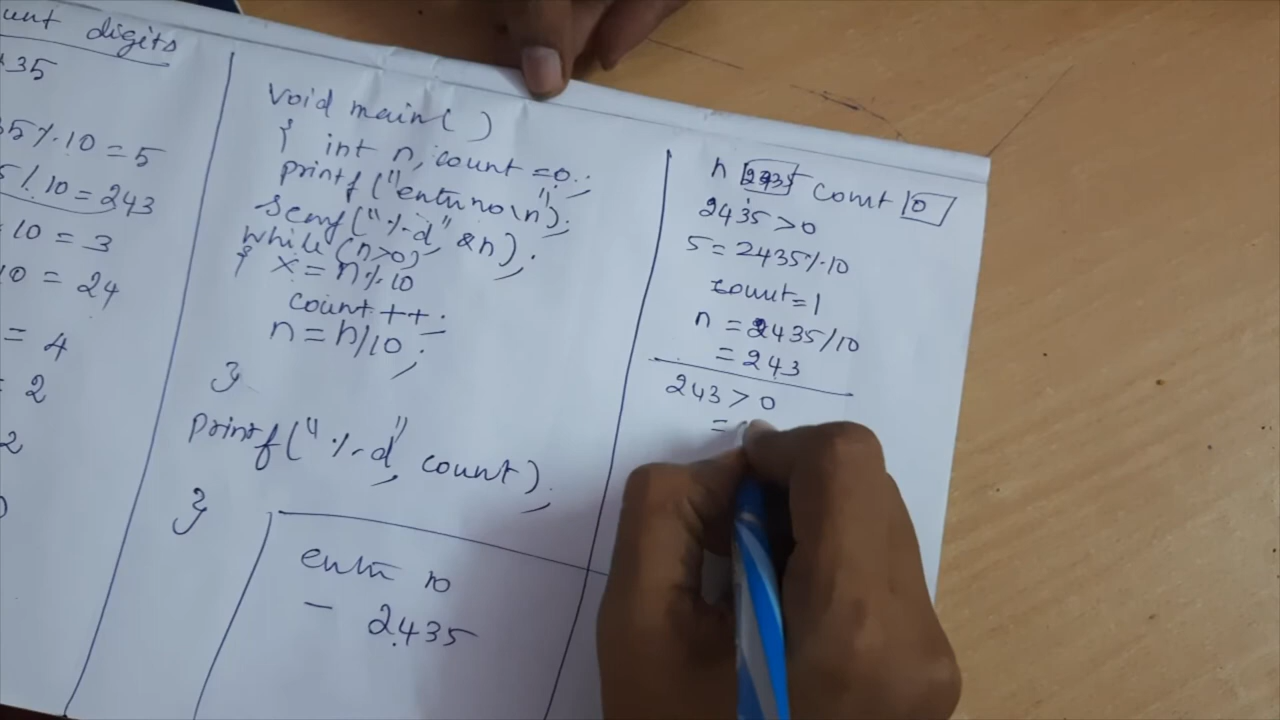 unt digits
435
35%10=5
5%10=243
10=3
10=24
=4
=2
2
void main()
{ int n, count=0;
printf("enter no\n");
scanf("%d", &n);
while(n>0)
{ x=n%10
count++;
n=n/10;
}
printf("%d", count);
}
enter no
- 2435
n 2435 count 0
2435>0
5=2435%10
count=1
n=2435/10
=243
243>0
=